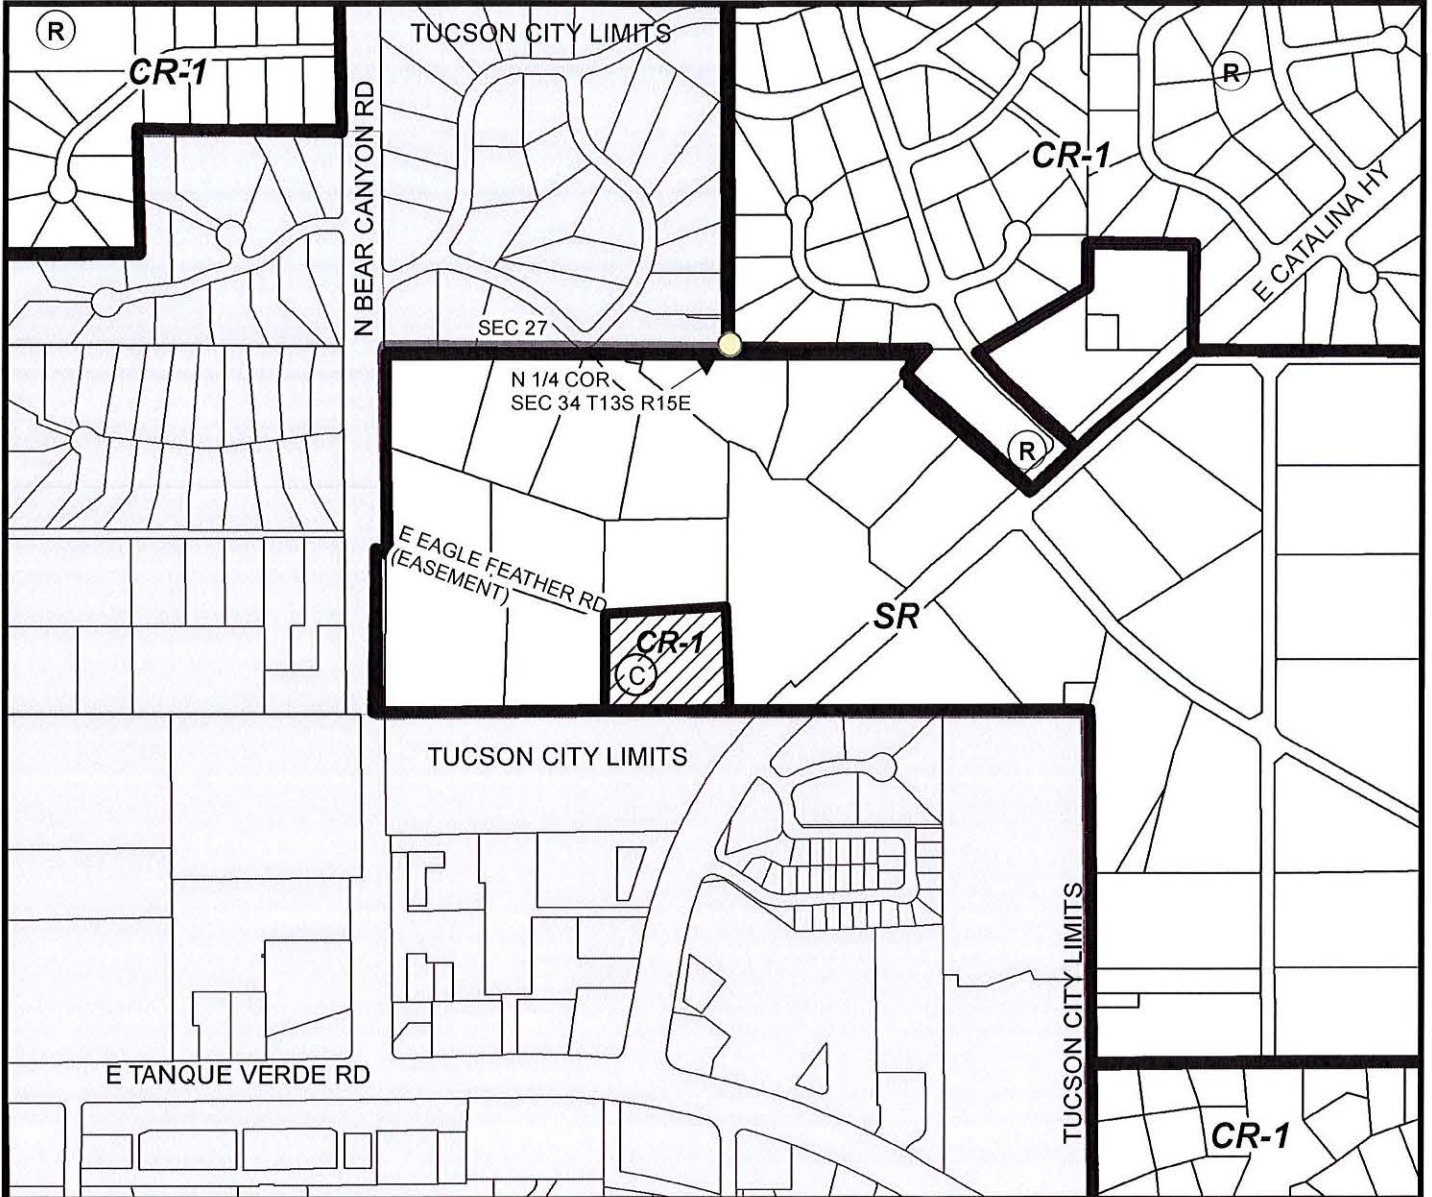 R
CR-1
TUCSON CITY LIMITS
N BEAR CANYON RD
R
CR-1
E CATALINA HY
SEC 27
N 1/4 COR
SEC 34 T13S R15E
R
E EAGLE FEATHER RD
(EASEMENT)
SR
CR-1
C
TUCSON CITY LIMITS
TUCSON CITY LIMITS
E TANQUE VERDE RD
CR-1